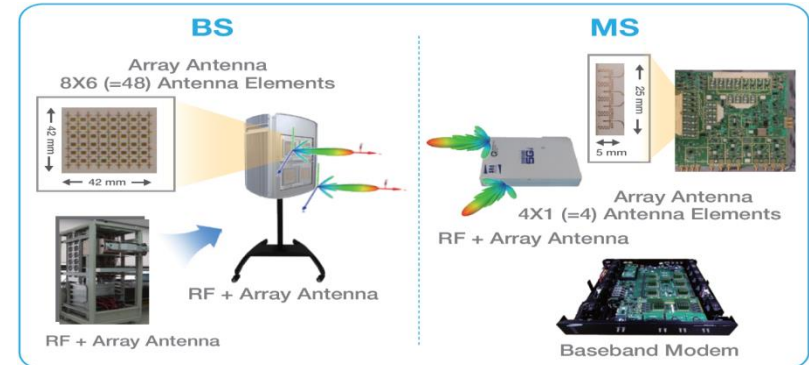 BS
Array Antenna
8X6 (=48) Antenna Elements
42 mm
42 mm
RF + Array Antenna
RF + Array Antenna
MS
25 mm
5 mm
Array Antenna
4X1 (=4) Antenna Elements
RF + Array Antenna
5G
Baseband Modem